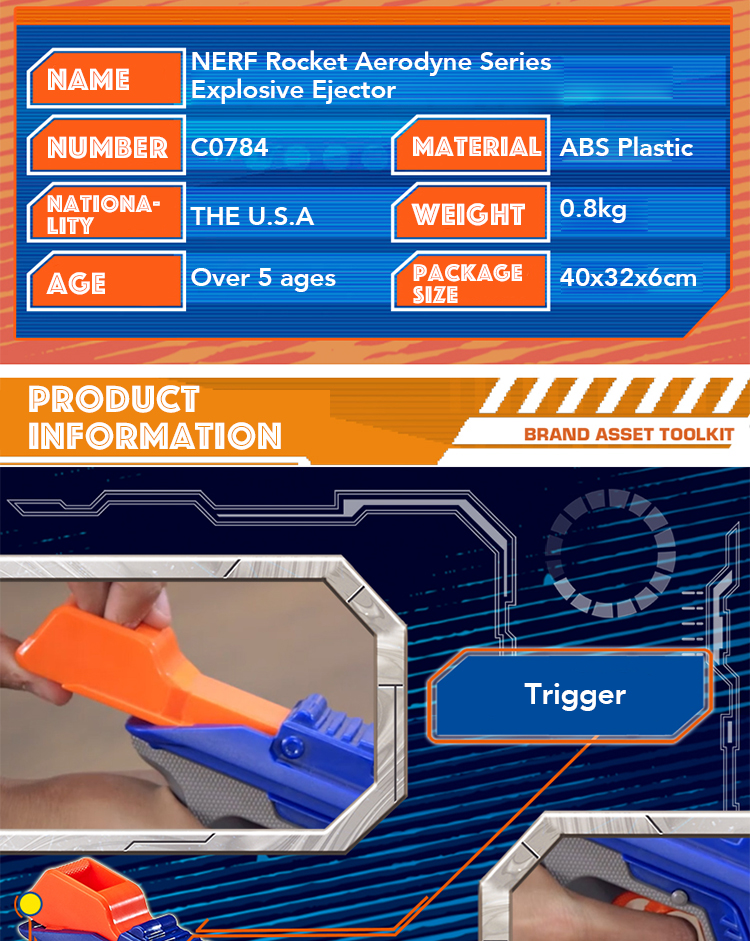 NAME
NERF Rocket Aerodyne Series
Explosive Ejector
NUMBER
C0784
MATERIAL
ABS Plastic
NATIONA-
LITY
THE U.S.A
WEIGHT
0.8kg
AGE
Over 5 ages
PACKAGE
SIZE
40x32x6cm
PRODUCT
INFORMATION
BRAND ASSET TOOLKIT
Trigger